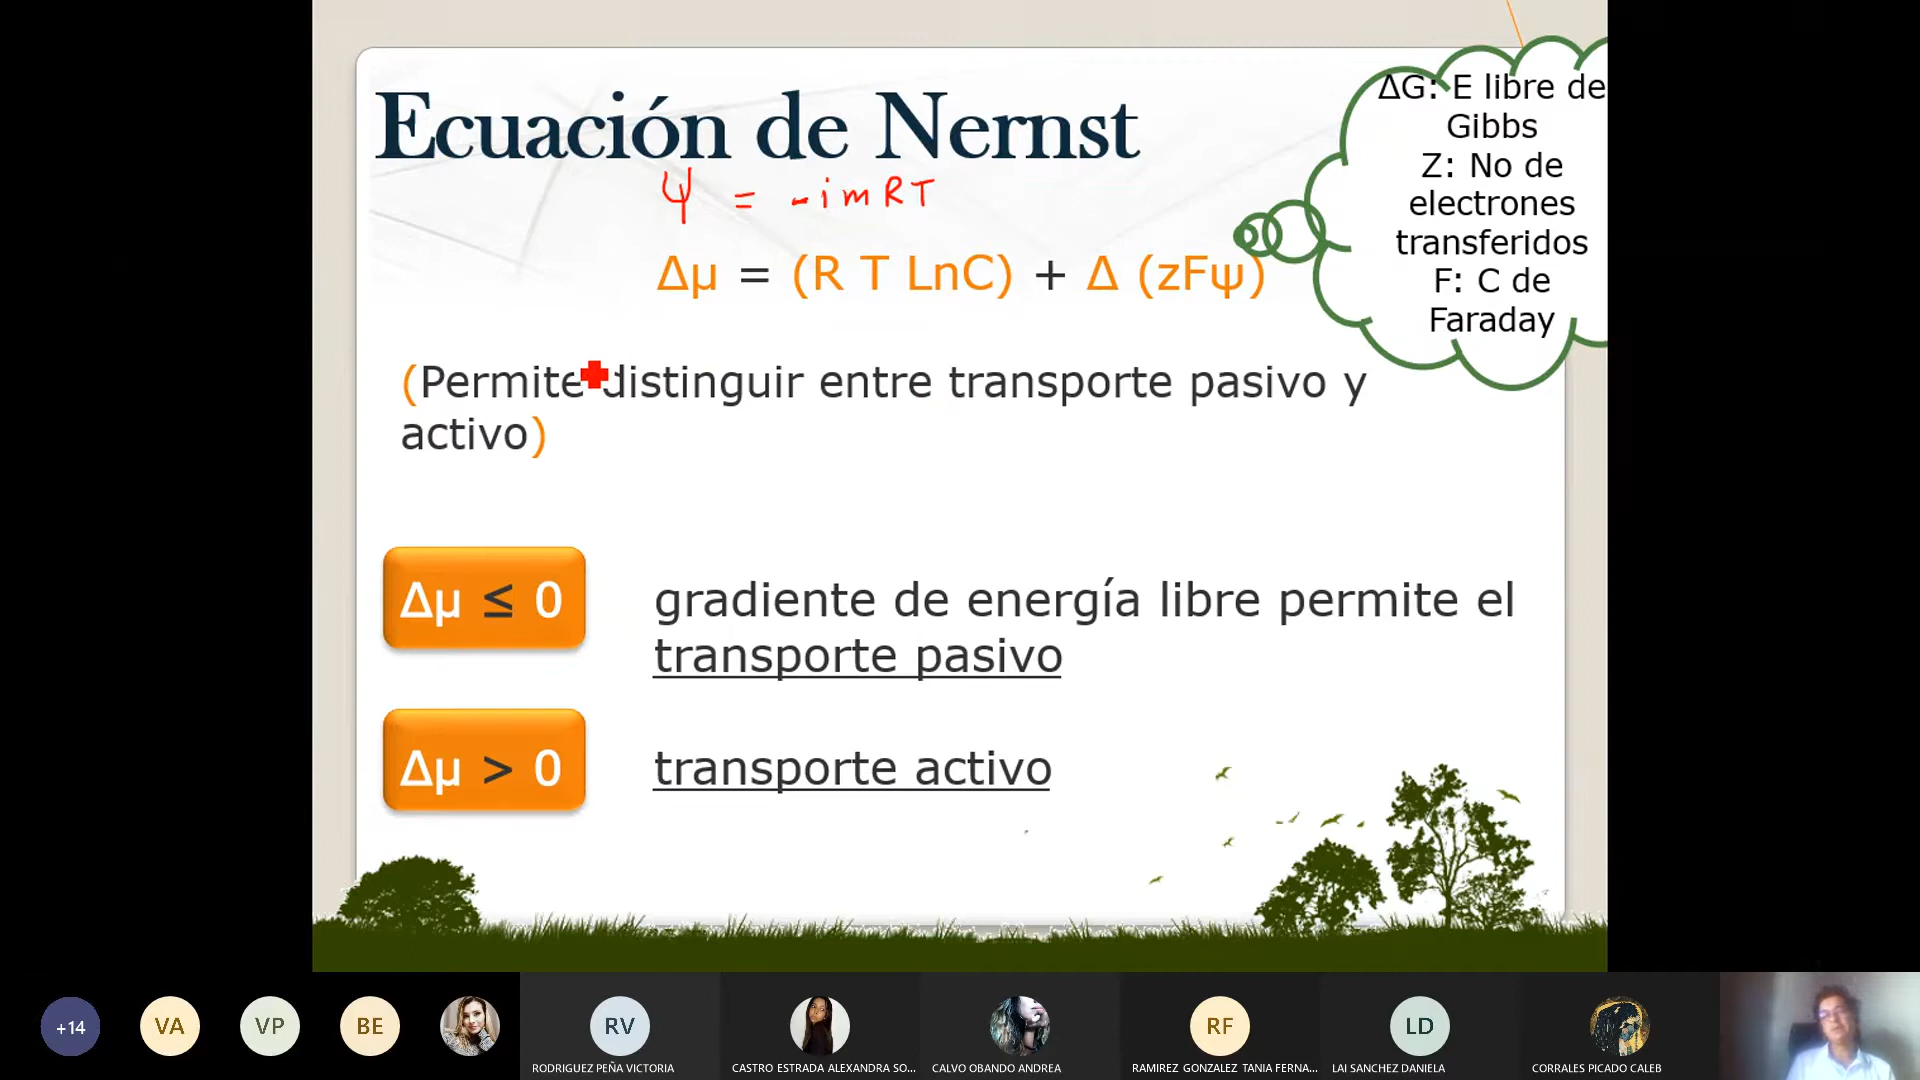 Ecuación de Nernst
Ψ = -imRT
Δμ = (R T LnC) + Δ (zFψ)
ΔG: E libre de
Gibbs
Z: No de
electrones
transferidos
F: C de
Faraday
(Permite distinguir entre transporte pasivo y
activo)
Δμ ≤ 0
gradiente de energía libre permite el
transporte pasivo
Δμ > 0
transporte activo
+14
VA
VP
BE
RV
RF
LD
RODRIGUEZ PEÑA VICTORIA
CASTRO ESTRADA ALEXANDRA SO...
CALVO OBANDO ANDREA
RAMIREZ GONZALEZ TANIA FERNA...
LAI SANCHEZ DANIELA
CORRALES PICADO CALEB